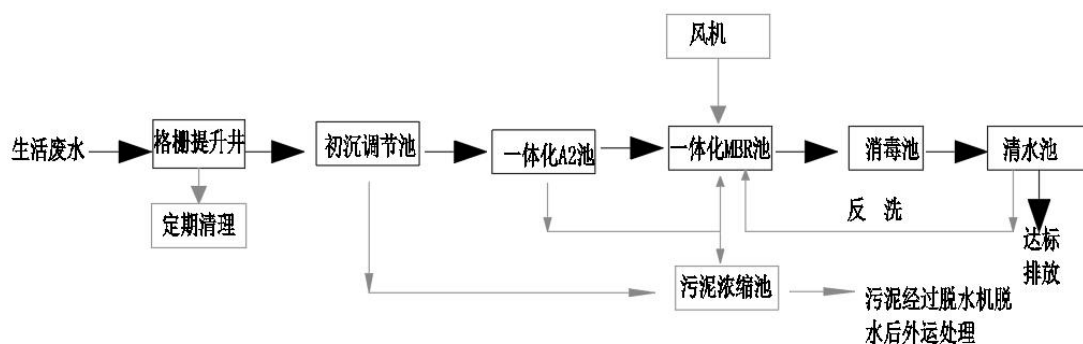 风机
生活废水
格栅提升井
初沉调节池
一体化A2池
一体化MBR池
消毒池
清水池
定期清理
反 洗
达标
排放
污泥浓缩池
污泥经过脱水机脱
水后外运处理